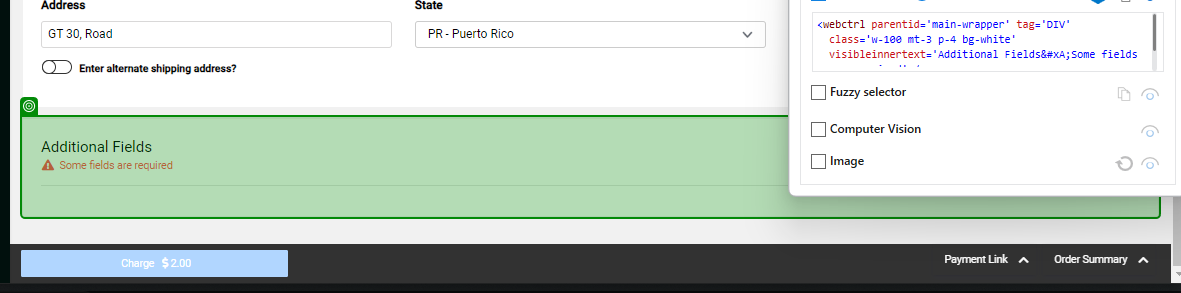 Address
State
GT 30, Road
PR - Puerto Rico
Enter alternate shipping address?
Additional Fields
Some fields are required
Charge $2.00
Payment Link
Order Summary
<webctrl parentid='main-wrapper' tag='DIV'
class='w-100 mt-3 p-4 bg-white'
visibleinnertext='Additional Fields&#xA;Some fields
Fuzzy selector
Computer Vision
Image